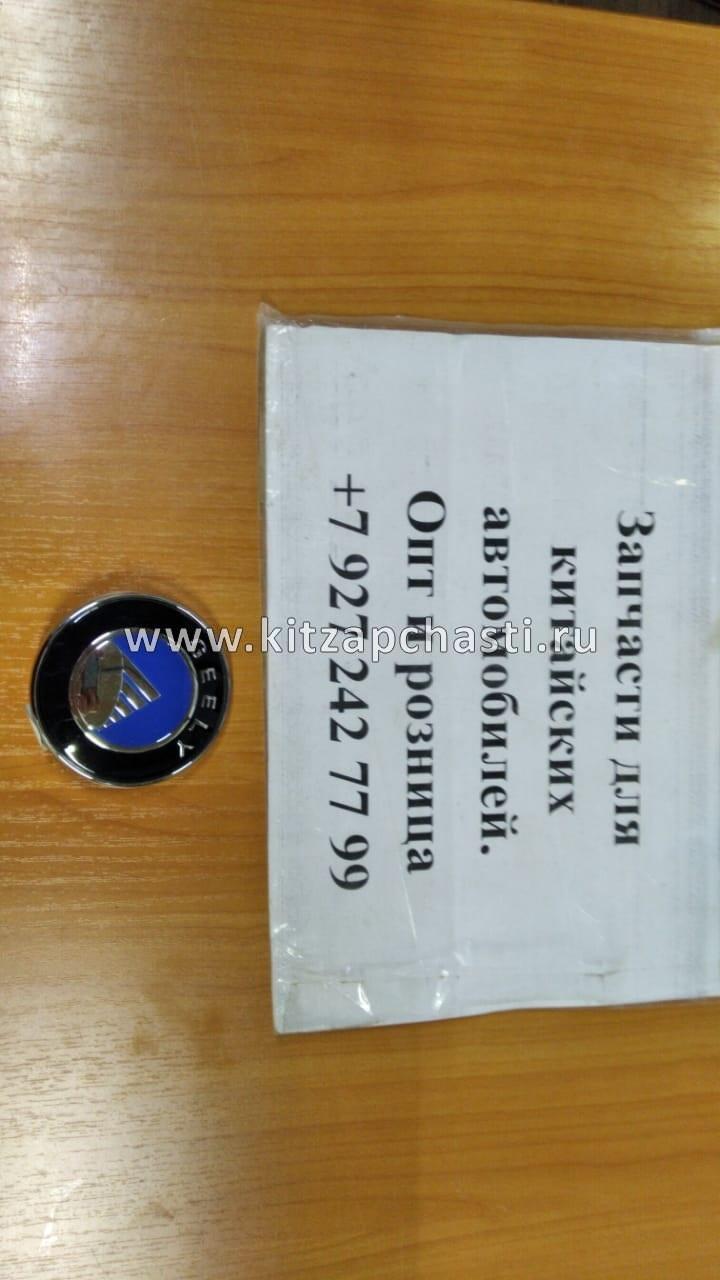 Запчасти для
китайских
автомобилей.
Опт и розница
+7 927 242 77 99
GEELY
www.kitzapchasti.ru